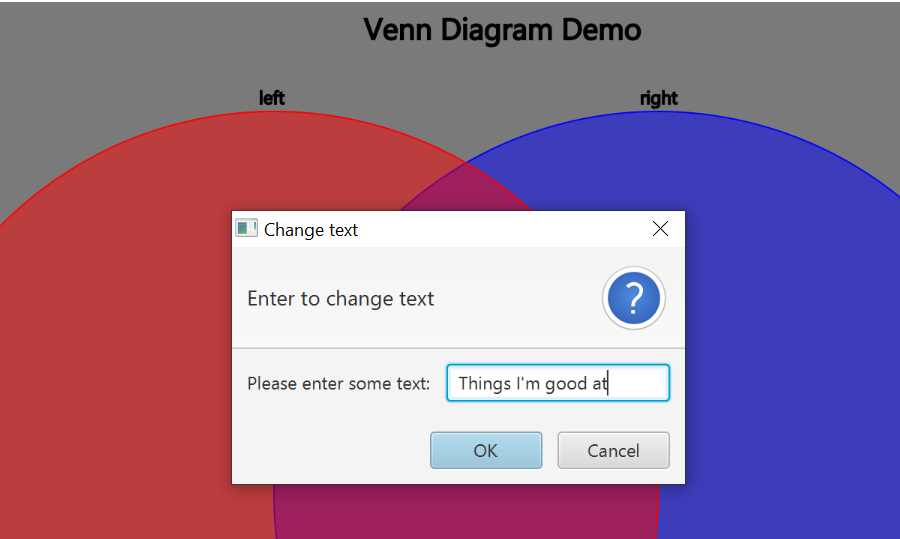 Venn Diagram Demo
left
right
Change text
Enter to change text
?
Please enter some text: Things I'm good at
OK Cancel